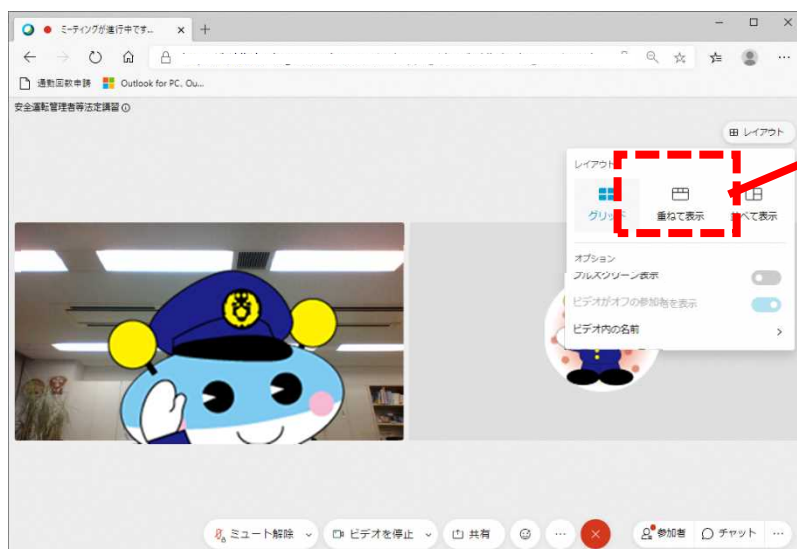 ミーティングが進行中です...
通勤回数申請 Outlook for PC, Ou...
安全運転管理者等法定講習
レイアウト
レイアウト
グリッド 重ねて表示 並べて表示
オプション
フルスクリーン表示
ビデオがオフの参加者を表示
ビデオ内の名前
ミュート解除 ビデオを停止 共有 参加者 チャット